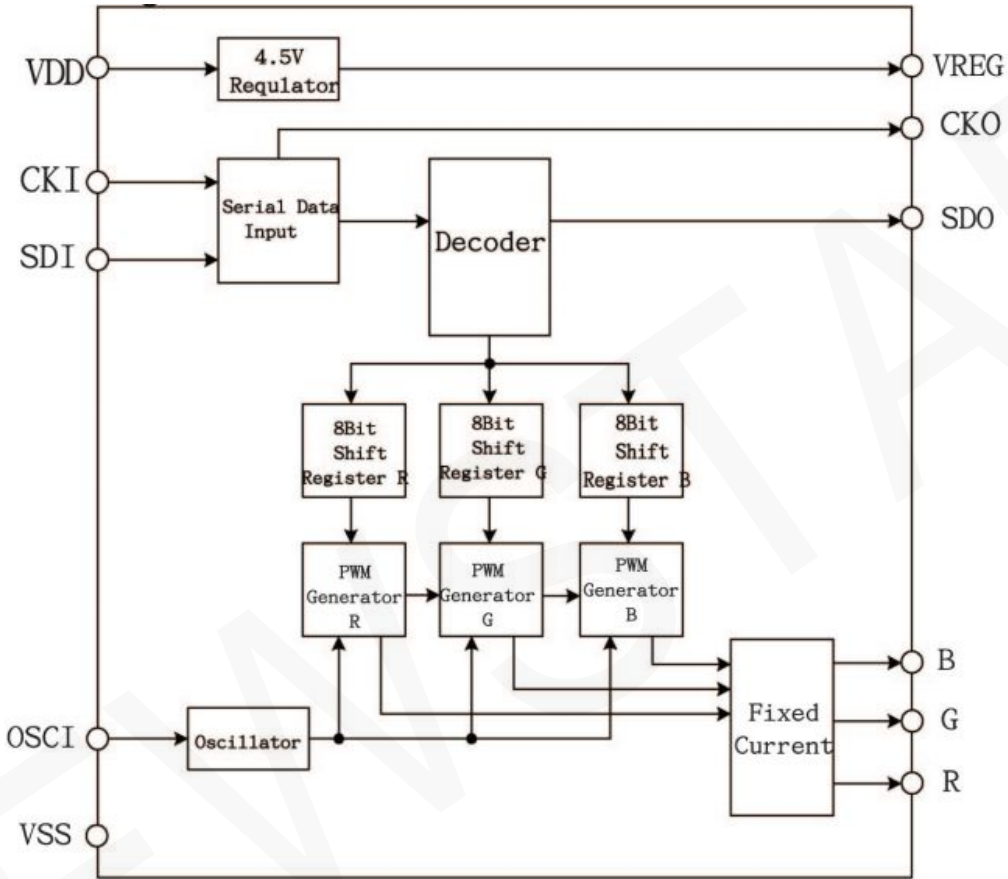 VDD
4.5V
Requlator
VREG
CKO
CKI
Serial Data
Input
SDI
Decoder
SDO
8Bit
Shift
Register R
8Bit
Shift
Register G
8Bit
Shift
Register B
PWM
Generator
R
PWM
Generator
G
PWM
Generator
B
OSCI
Oscillator
Fixed
Current
B
G
R
VSS